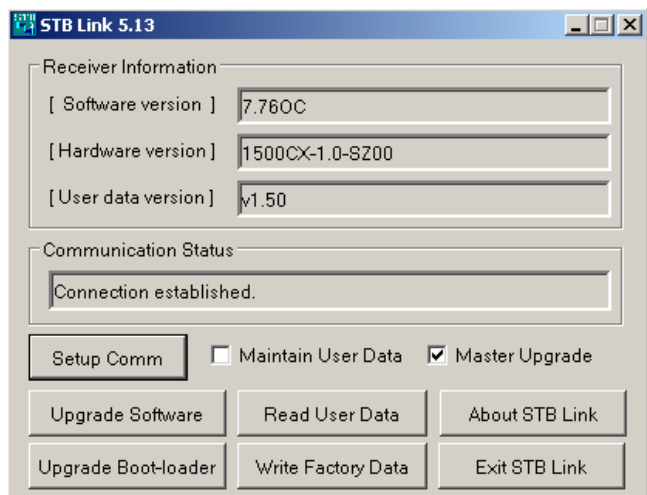 STB Link 5.13
Receiver Information
[ Software version ] 7.76OC
[ Hardware version ] 1500CX-1.0-SZ00
[ User data version ] v1.50
Communication Status
Connection established.
Setup Comm Maintain User Data Master Upgrade
Upgrade Software Read User Data About STB Link
Upgrade Boot-loader Write Factory Data Exit STB Link